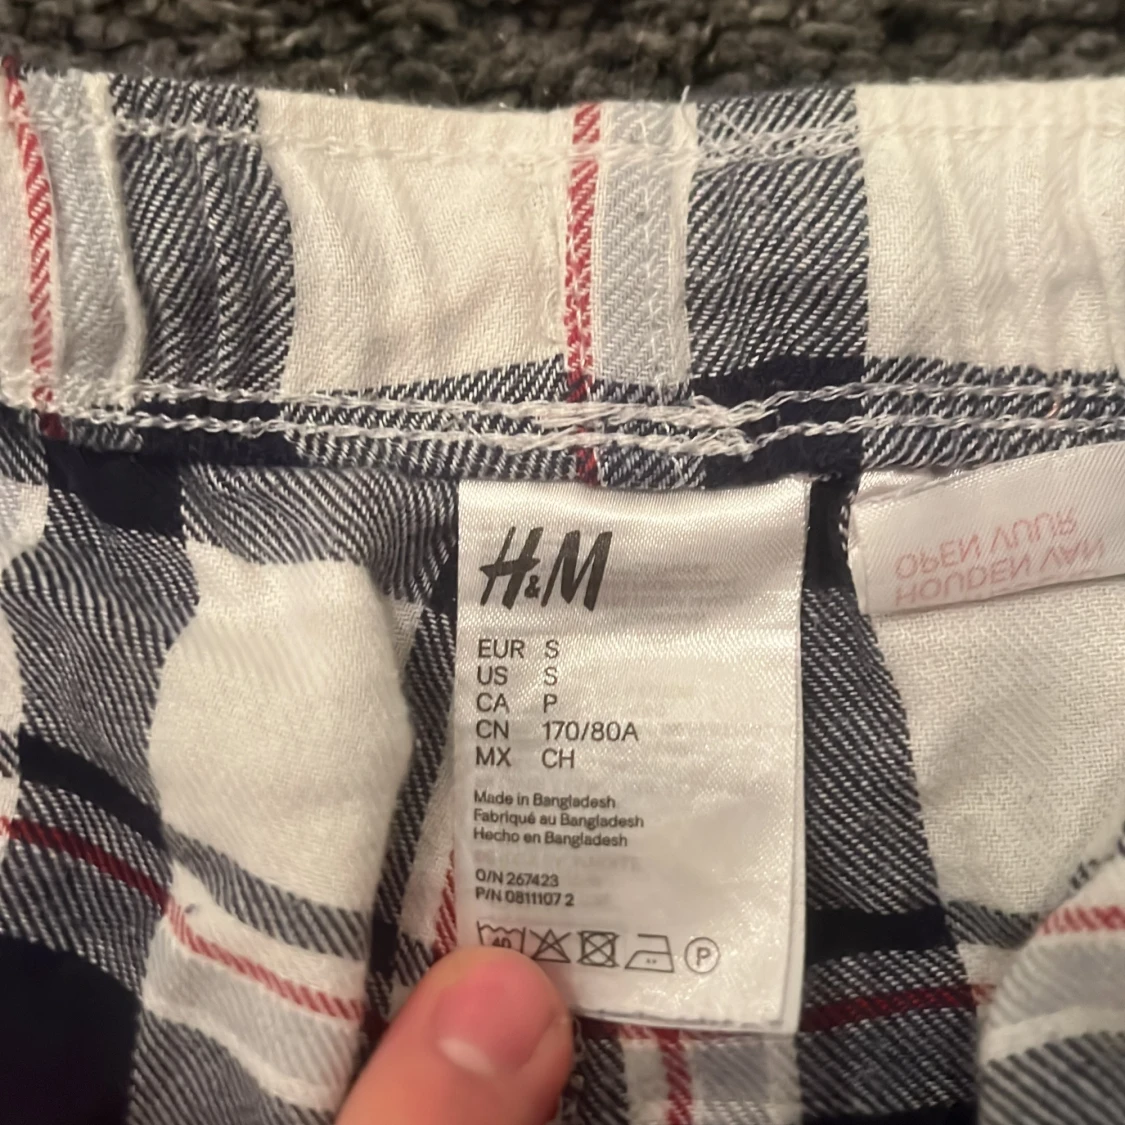 H&M
EUR S
US S
CA P
CN 170/80A
MX CH
Made in Bangladesh
Fabriqué au Bangladesh
Hecho en Bangladesh
O/N 267423
P/N 0811107 2
40
P
HOUDEN VAN
OPEN VUUR